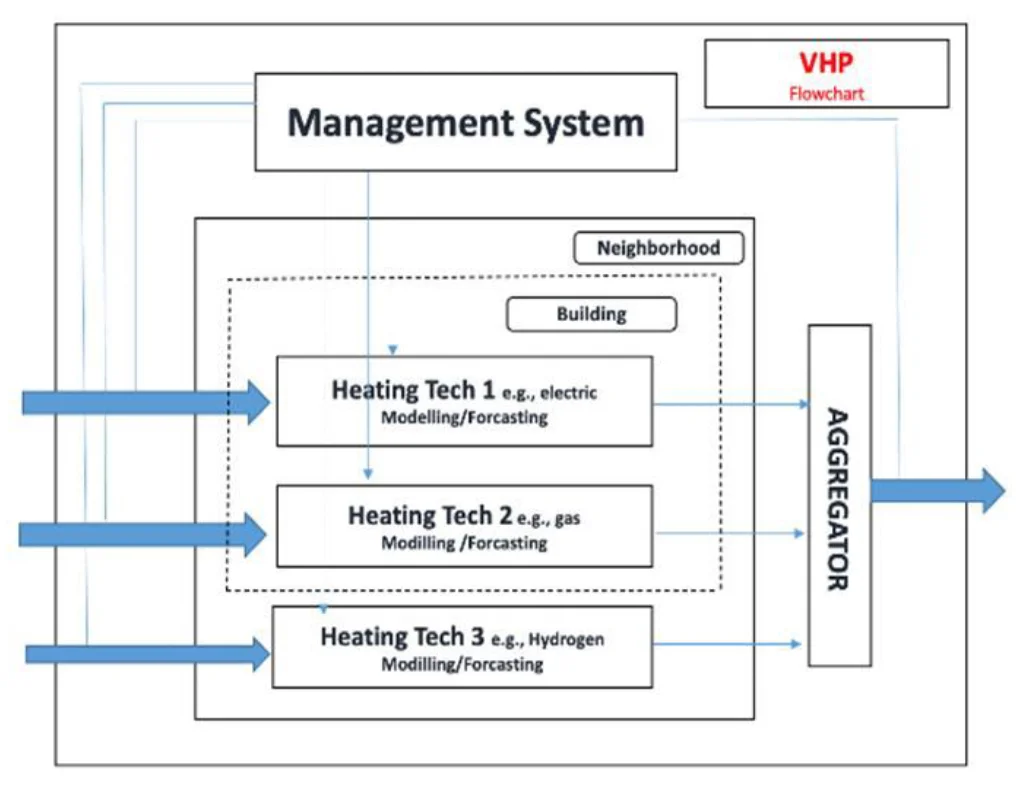 VHP
Flowchart
Management System
Neighborhood
Building
Heating Tech 1 e.g., electric
Modelling/Forcasting
Heating Tech 2 e.g., gas
Modilling /Forcasting
Heating Tech 3 e.g., Hydrogen
Modilling/Forcasting
AGGREGATOR